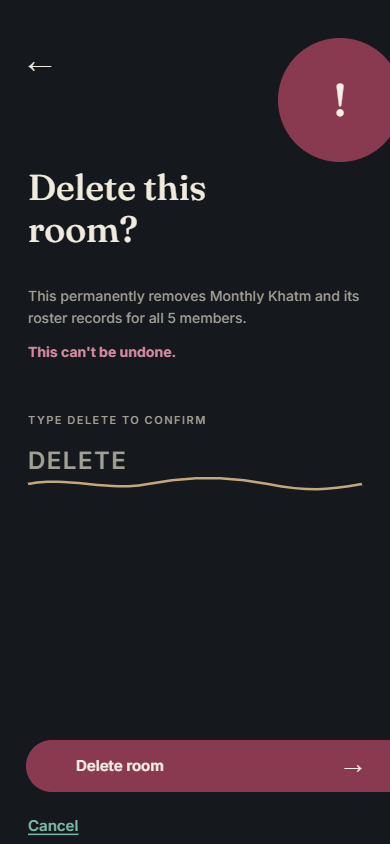 ←
!
Delete this
room?
This permanently removes Monthly Khatm and its
roster records for all 5 members.
This can't be undone.
TYPE DELETE TO CONFIRM
DELETE
Delete room →
Cancel